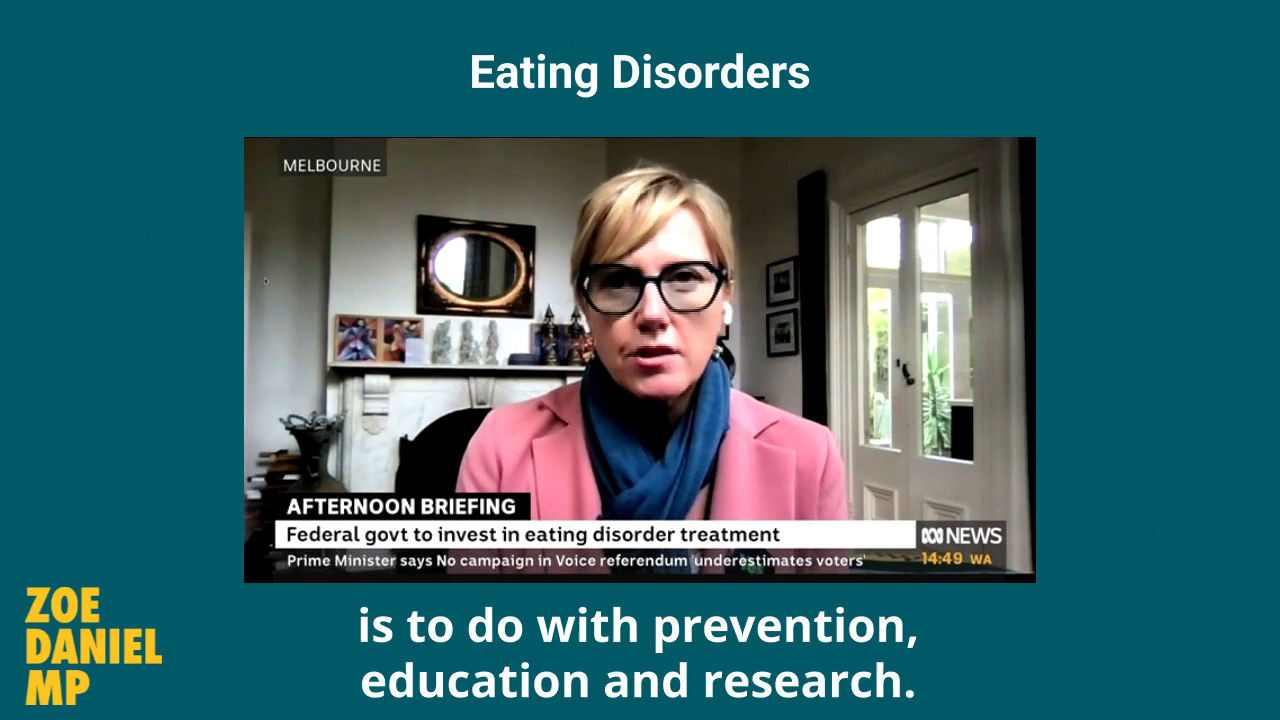 Eating Disorders
MELBOURNE
AFTERNOON BRIEFING
Federal govt to invest in eating disorder treatment
NEWS
Prime Minister says No campaign in Voice referendum 'underestimates voters'
14:49 WA
ZOE
DANIEL
MP
is to do with prevention,
education and research.